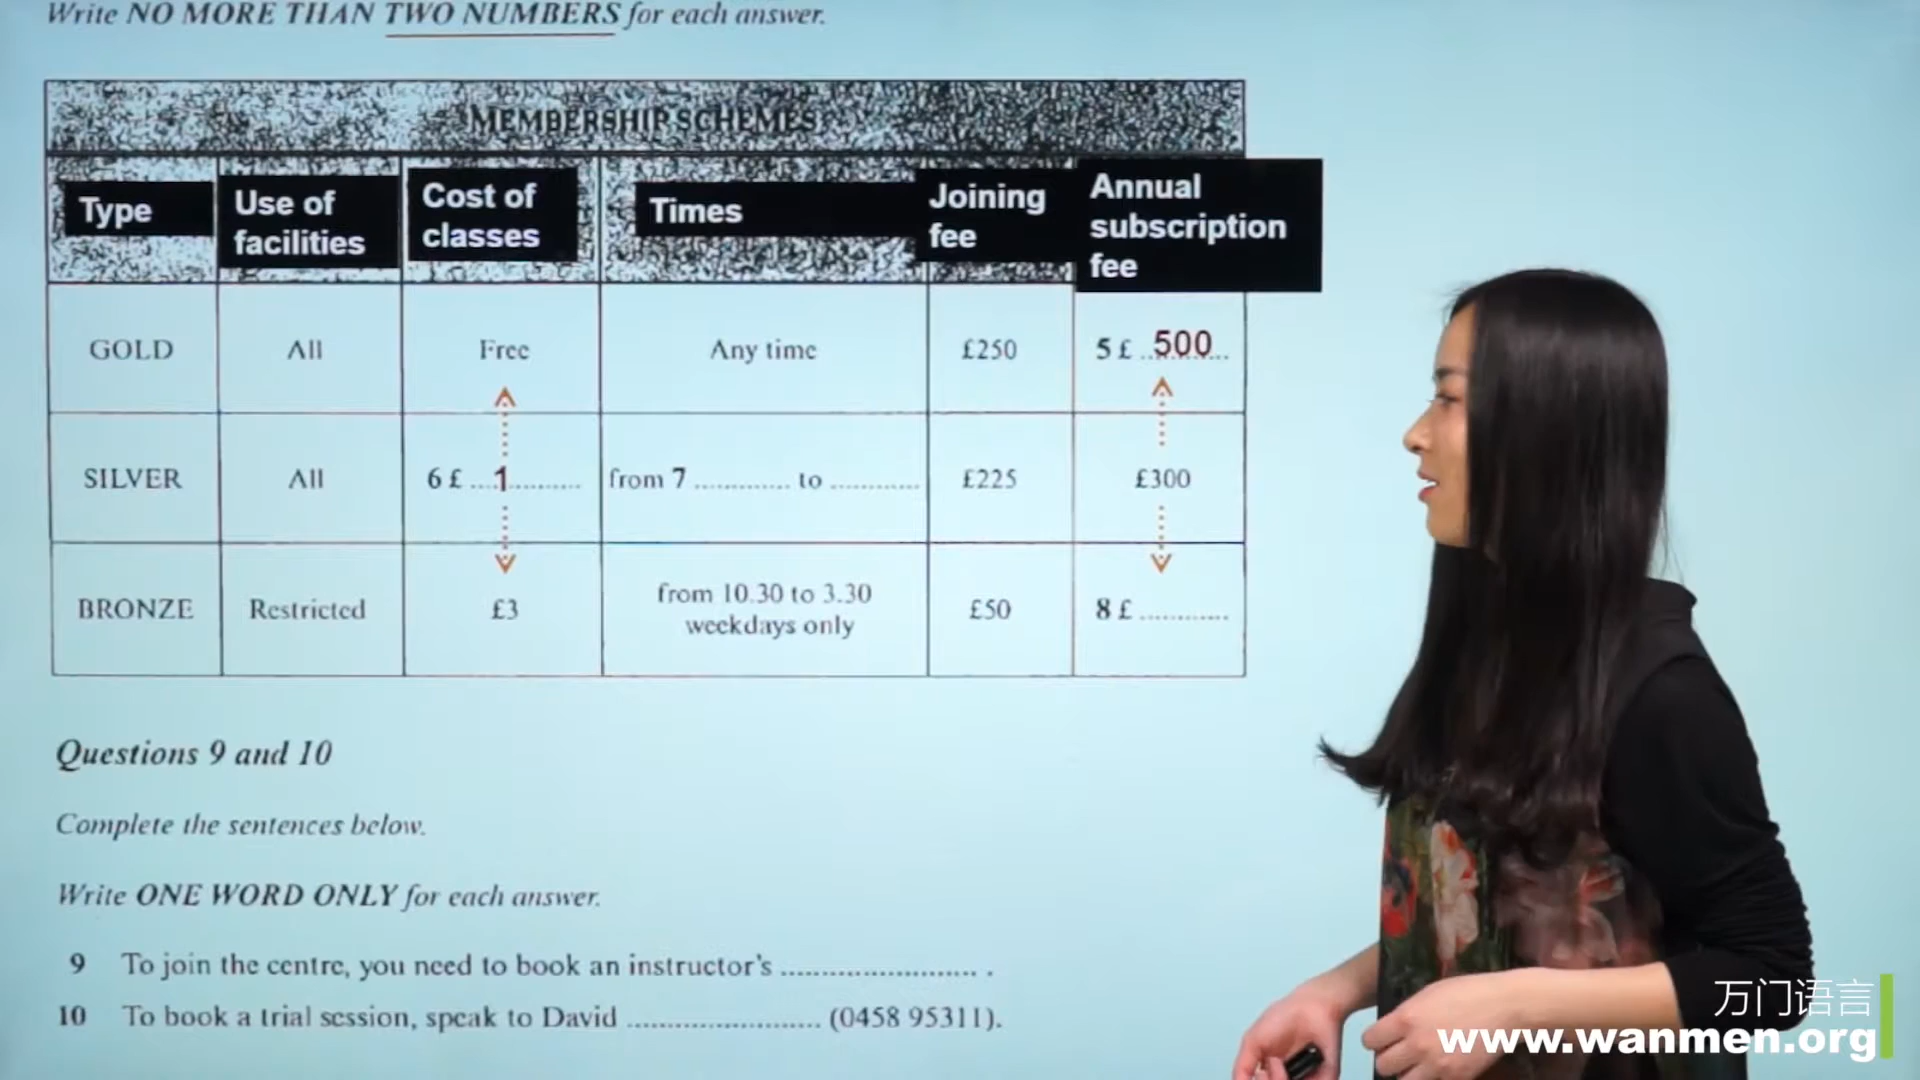 Write NO MORE THAN TWO NUMBERS for each answer.
MEMBERSHIP SCHEMES
Type
Use of
facilities
Cost of
classes
Times
Joining
fee
Annual
subscription
fee
GOLD
All
Free
Any time
£250
5 £ ..500...
SILVER
All
6 £ ...1..........
from 7 .............. to .............
£225
£300
BRONZE
Restricted
£3
from 10.30 to 3.30
weekdays only
£50
8 £ .............
Questions 9 and 10
Complete the sentences below.
Write ONE WORD ONLY for each answer.
9 To join the centre, you need to book an instructor's ............................ .
10 To book a trial session, speak to David ........................... (0458 95311).
万门语言
www.wanmen.org